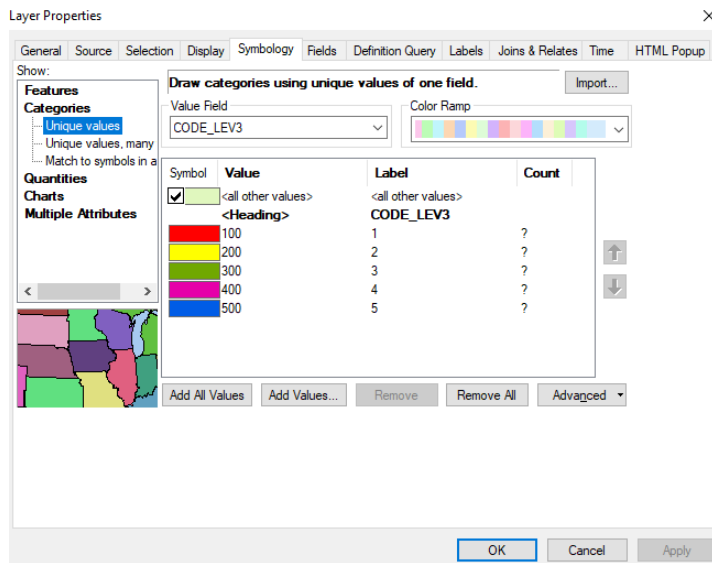 Layer Properties
General Source Selection Display Symbology Fields Definition Query Labels Joins & Relates Time HTML Popup
Show:
Features
Categories
Unique values
Unique values, many
Match to symbols in a
Quantities
Charts
Multiple Attributes
Draw categories using unique values of one field.
Import...
Value Field
CODE_LEV3
Color Ramp
Symbol Value Label Count
<all other values> <all other values>
<Heading> CODE_LEV3
100 1 ?
200 2 ?
300 3 ?
400 4 ?
500 5 ?
Add All Values Add Values... Remove Remove All Advanced
OK Cancel Apply